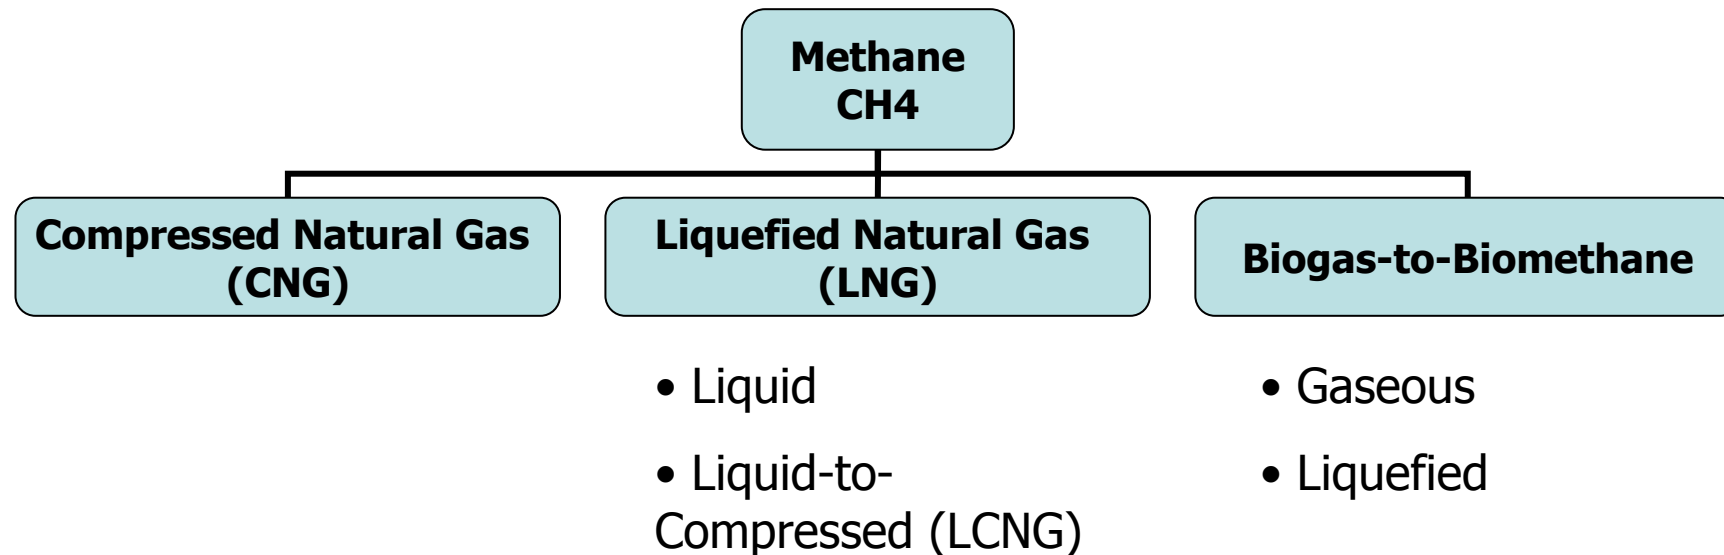 Methane
CH4
Compressed Natural Gas
(CNG)
Liquefied Natural Gas
(LNG)
Biogas-to-Biomethane
• Liquid
• Liquid-to-
Compressed (LCNG)
• Gaseous
• Liquefied